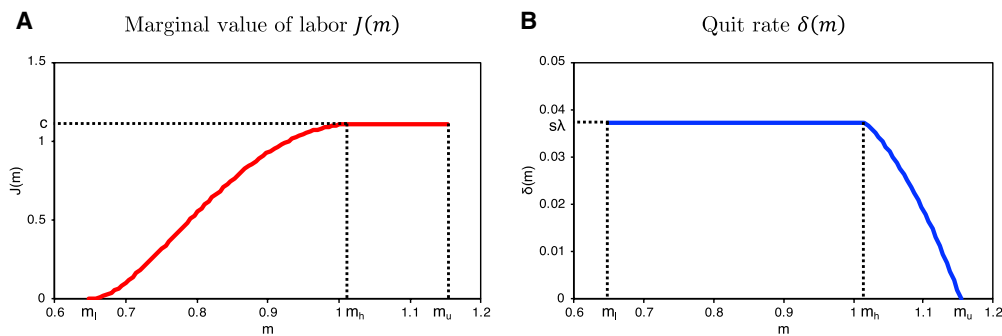 A
Marginal value of labor J(m)
1.5
c
1
J(m)
0.5
0
0.6
m_l
0.7
0.8
0.9
1
m_h
1.1
m_u
1.2
m
B
Quit rate δ(m)
0.05
0.04
sλ
0.03
δ(m)
0.02
0.01
0
0.6
m_l
0.7
0.8
0.9
1
m_h
1.1
m_u
1.2
m